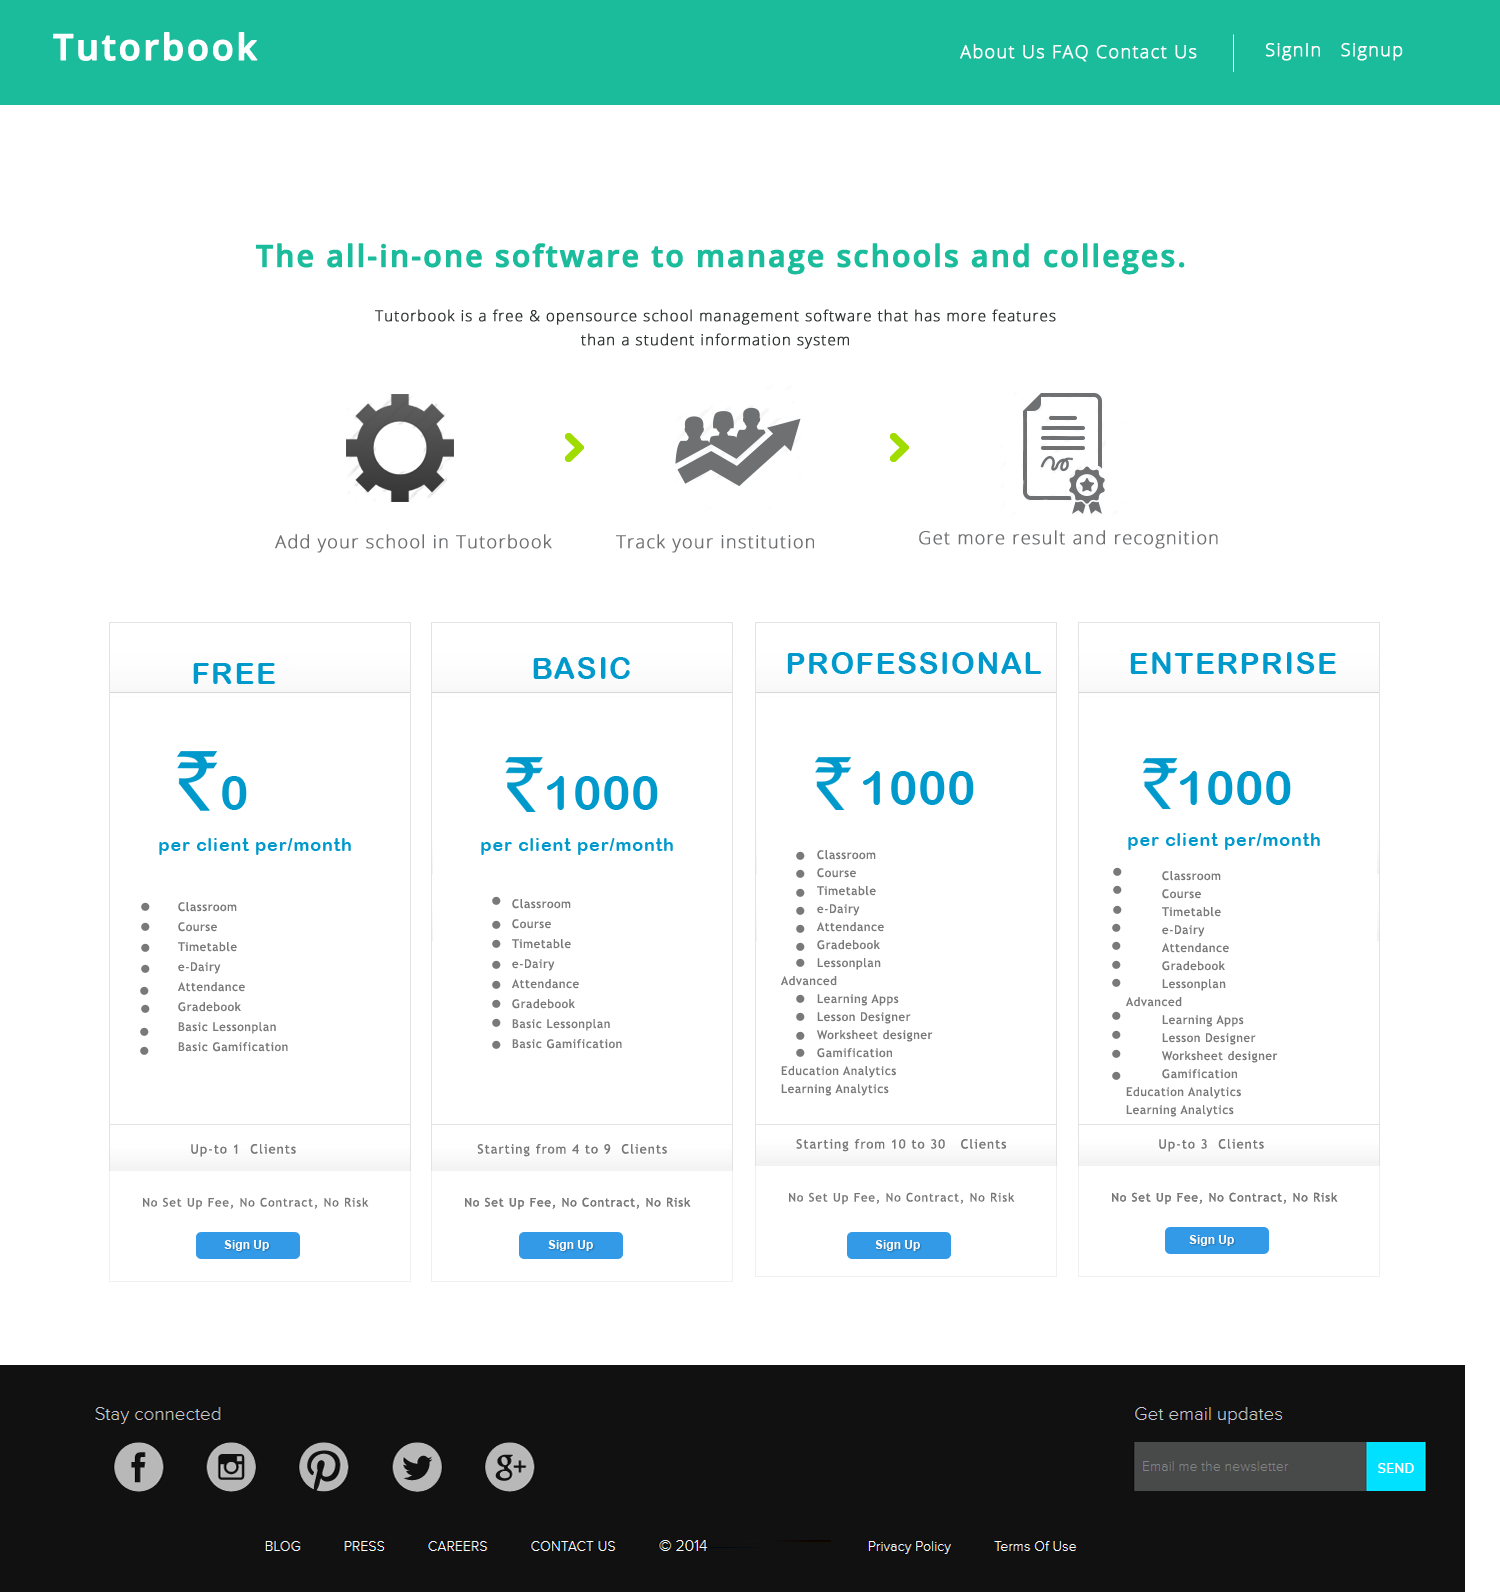 Tutorbook
About Us FAQ Contact Us
SignIn Signup
The all-in-one software to manage schools and colleges.
Tutorbook is a free & opensource school management software that has more features
than a student information system
Add your school in Tutorbook
Track your institution
Get more result and recognition
FREE
₹0
per client per/month
Classroom
Course
Timetable
e-Dairy
Attendance
Gradebook
Basic Lessonplan
Basic Gamification
Up-to 1 Clients
No Set Up Fee, No Contract, No Risk
Sign Up
BASIC
₹1000
per client per/month
Classroom
Course
Timetable
e-Dairy
Attendance
Gradebook
Basic Lessonplan
Basic Gamification
Starting from 4 to 9 Clients
No Set Up Fee, No Contract, No Risk
Sign Up
PROFESSIONAL
₹ 1000
Classroom
Course
Timetable
e-Dairy
Attendance
Gradebook
Lessonplan
Advanced
Learning Apps
Lesson Designer
Worksheet designer
Gamification
Education Analytics
Learning Analytics
Starting from 10 to 30 Clients
No Set Up Fee, No Contract, No Risk
Sign Up
ENTERPRISE
₹1000
per client per/month
Classroom
Course
Timetable
e-Dairy
Attendance
Gradebook
Lessonplan
Advanced
Learning Apps
Lesson Designer
Worksheet designer
Gamification
Education Analytics
Learning Analytics
Up-to 3 Clients
No Set Up Fee, No Contract, No Risk
Sign Up
Stay connected
Get email updates
Email me the newsletter
SEND
BLOG PRESS CAREERS CONTACT US © 2014 Privacy Policy Terms Of Use